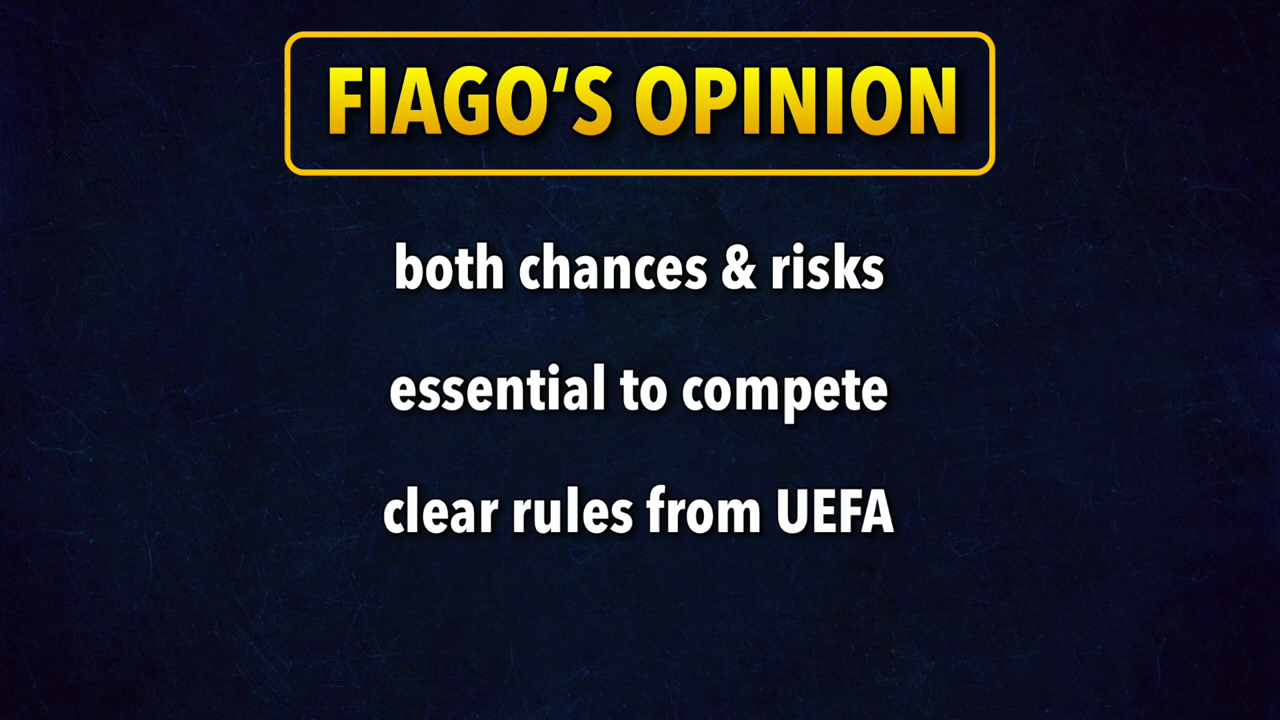 FIAGO‘S OPINION
both chances & risks
essential to compete
clear rules from UEFA